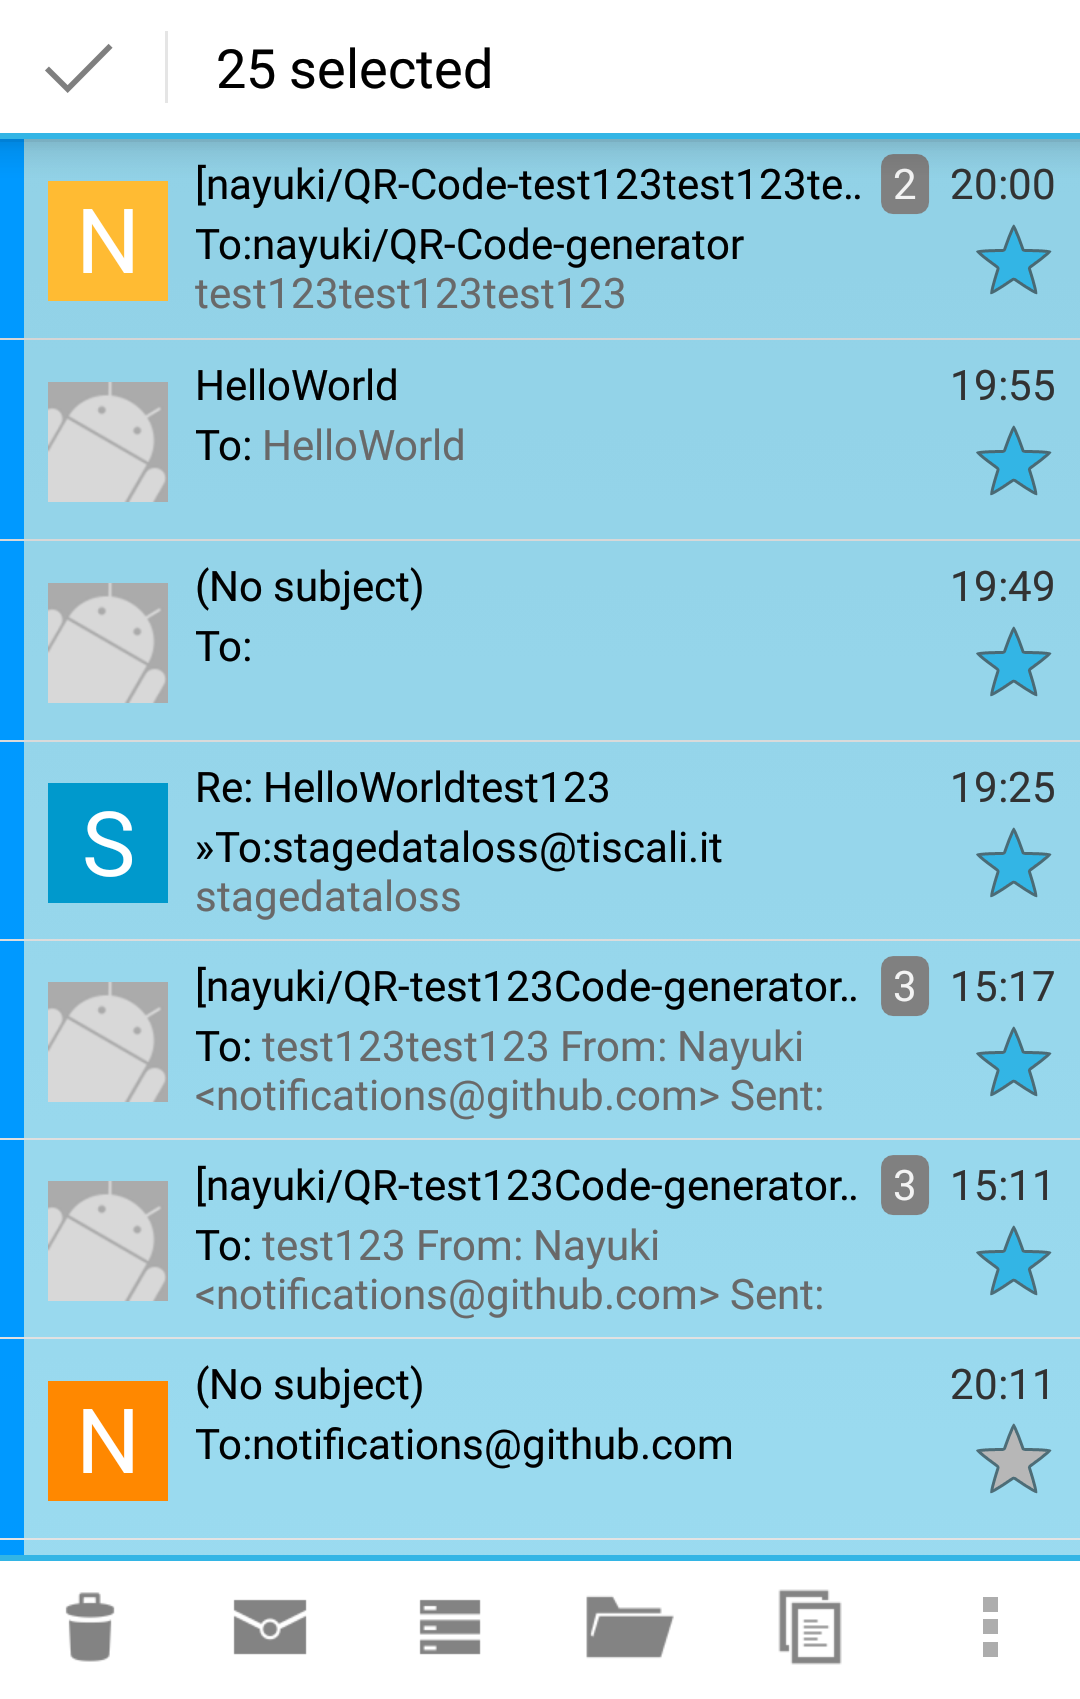 25 selected
[nayuki/QR-Code-test123test123te.. 2 20:00
N
To:nayuki/QR-Code-generator
test123test123test123
HelloWorld 19:55
To: HelloWorld
(No subject) 19:49
To:
Re: HelloWorldtest123 19:25
S
»To:stagedataloss@tiscali.it
stagedataloss
[nayuki/QR-test123Code-generator.. 3 15:17
To: test123test123 From: Nayuki
<notifications@github.com> Sent:
[nayuki/QR-test123Code-generator.. 3 15:11
To: test123 From: Nayuki
<notifications@github.com> Sent:
(No subject) 20:11
N
To:notifications@github.com